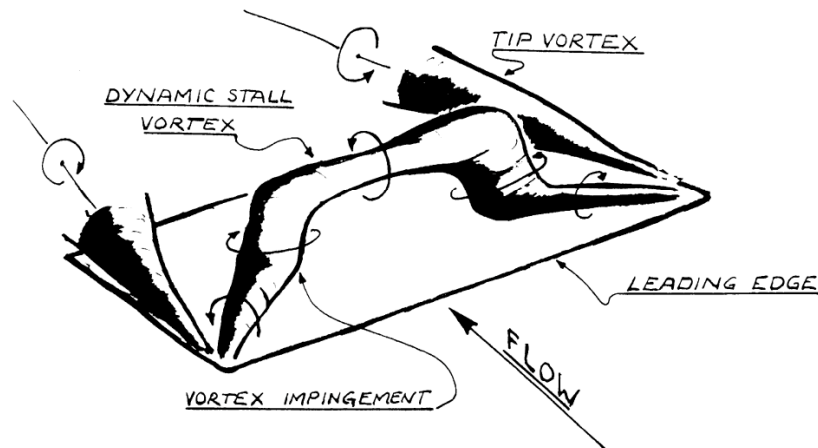 TIP VORTEX
DYNAMIC STALL
VORTEX
LEADING EDGE
FLOW
VORTEX IMPINGEMENT